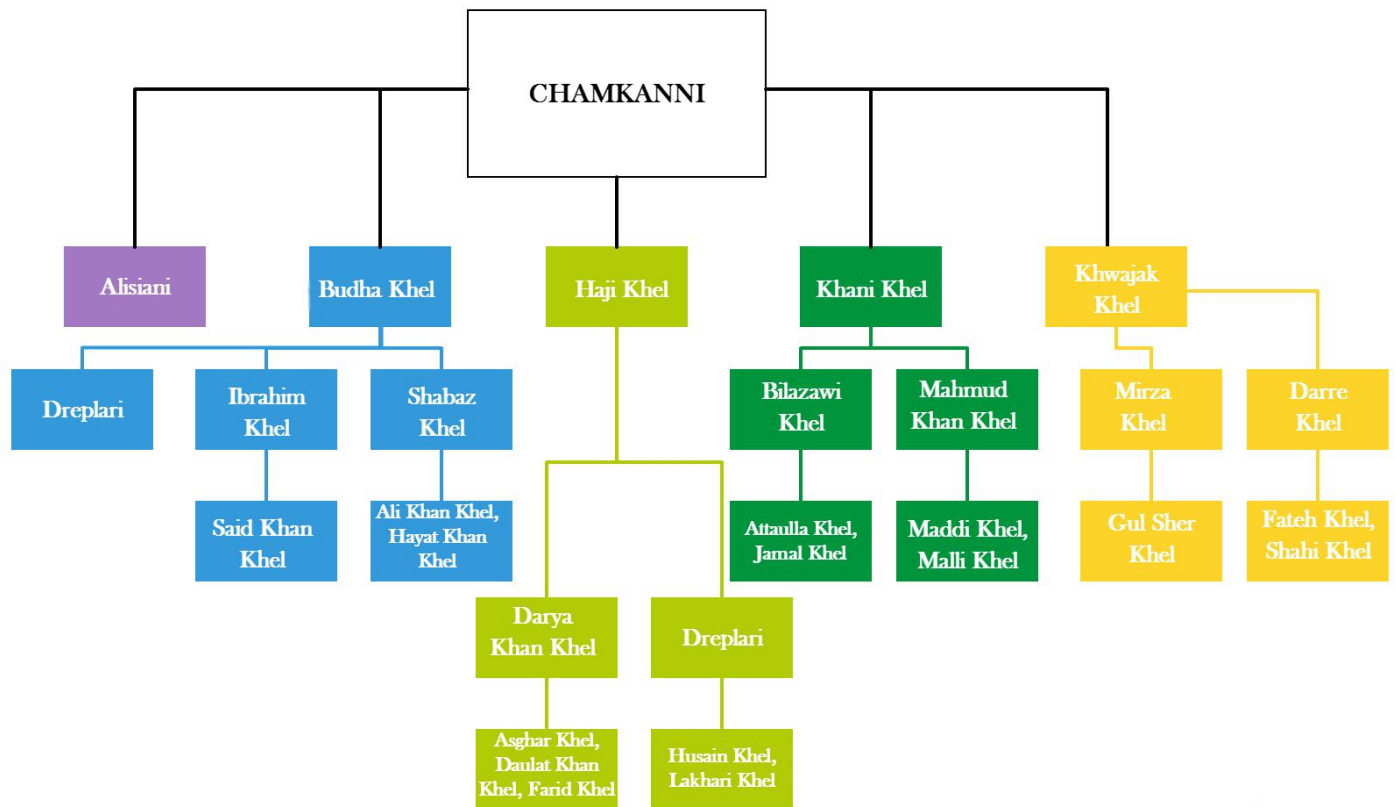 CHAMKANNI
Alisiani
Budha Khel
Haji Khel
Khani Khel
Khwajak
Khel
Dreplari
Ibrahim
Khel
Shabaz
Khel
Bilazawi
Khel
Mahmud
Khan Khel
Mirza
Khel
Darre
Khel
Said Khan
Khel
Ali Khan Khel,
Hayat Khan
Khel
Attaulla Khel,
Jamal Khel
Maddi Khel,
Malli Khel
Gul Sher
Khel
Fateh Khel,
Shahi Khel
Darya
Khan Khel
Dreplari
Asghar Khel,
Daulat Khan
Khel, Farid Khel
Husain Khel,
Lakhari Khel